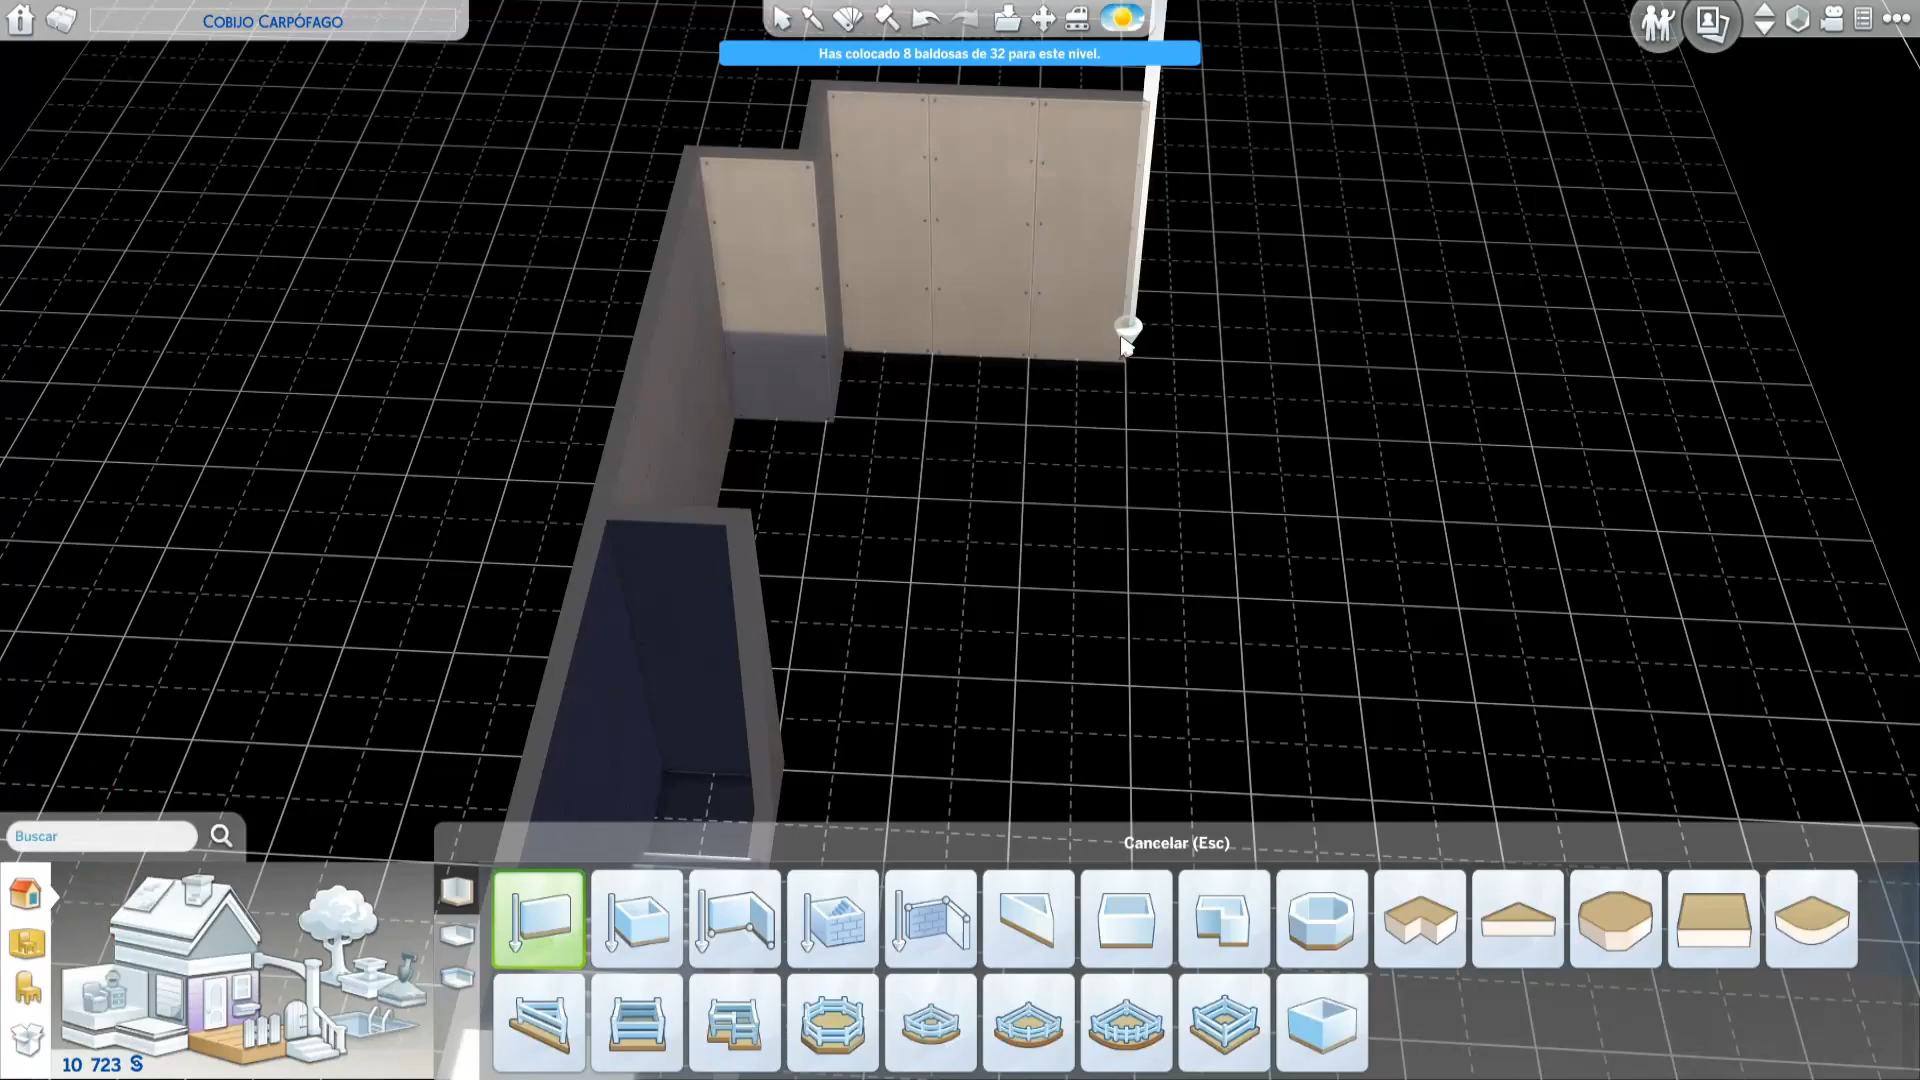 COBIJO CARPÓFAGO
Has colocado 8 baldosas de 32 para este nivel.
Buscar
Cancelar (Esc)
10 723 §